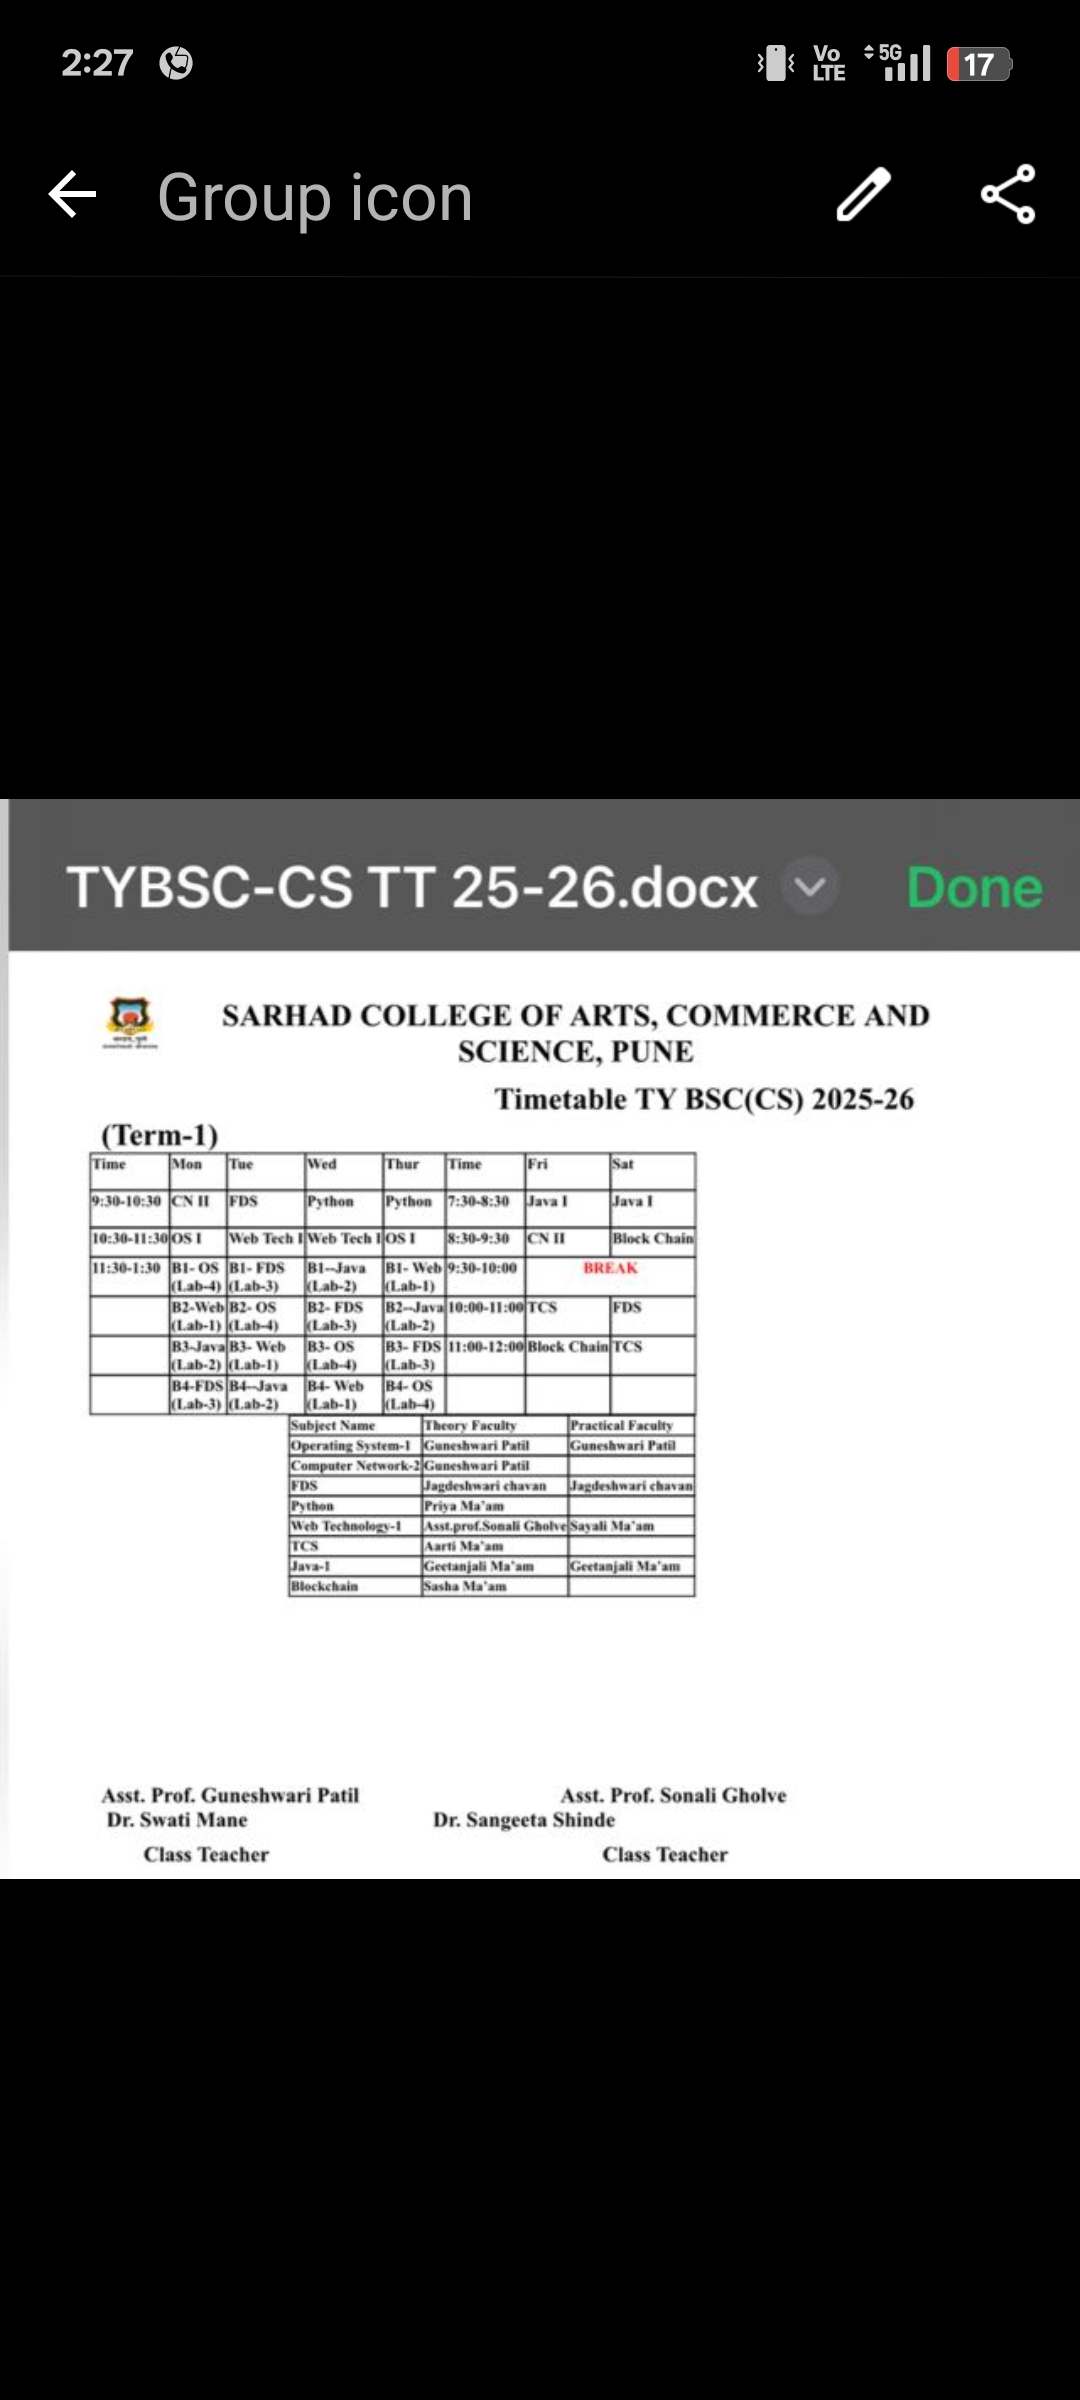 2:27
Vo LTE 5G 17
Group icon
TYBSC-CS TT 25-26.docx Done
SARHAD COLLEGE OF ARTS, COMMERCE AND
SCIENCE, PUNE
Timetable TY BSC(CS) 2025-26
(Term-1)
Time Mon Tue Wed Thur Time Fri Sat
9:30-10:30 CN II FDS Python Python 7:30-8:30 Java I Java I
10:30-11:30 OS I Web Tech I Web Tech I OS I 8:30-9:30 CN II Block Chain
11:30-1:30 B1- OS B1- FDS B1--Java B1- Web 9:30-10:00 BREAK
(Lab-4) (Lab-3) (Lab-2) (Lab-1)
B2-Web B2- OS B2- FDS B2--Java 10:00-11:00 TCS FDS
(Lab-1) (Lab-4) (Lab-3) (Lab-2)
B3-Java B3- Web B3- OS B3- FDS 11:00-12:00 Block Chain TCS
(Lab-2) (Lab-1) (Lab-4) (Lab-3)
B4-FDS B4--Java B4- Web B4- OS
(Lab-3) (Lab-2) (Lab-1) (Lab-4)
Subject Name Theory Faculty Practical Faculty
Operating System-1 Guneshwari Patil Guneshwari Patil
Computer Network-2 Guneshwari Patil
FDS Jagdeshwari chavan Jagdeshwari chavan
Python Priya Ma'am
Web Technology-1 Asst.prof.Sonali Gholve Sayali Ma'am
TCS Aarti Ma'am
Java-1 Geetanjali Ma'am Geetanjali Ma'am
Blockchain Sasha Ma'am
Asst. Prof. Guneshwari Patil Asst. Prof. Sonali Gholve
Dr. Swati Mane Dr. Sangeeta Shinde
Class Teacher Class Teacher